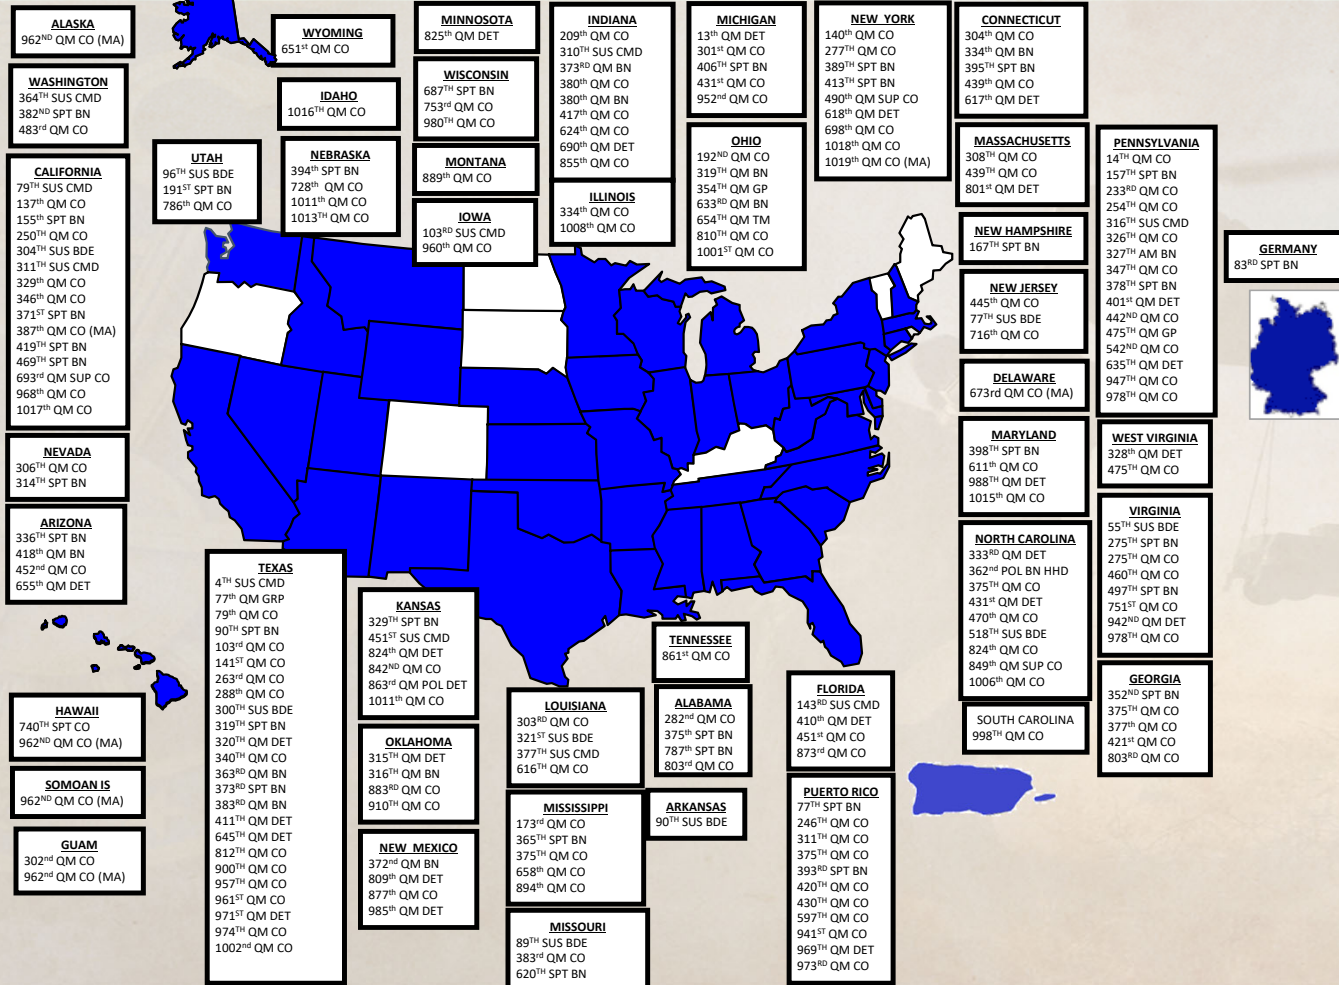 ALASKA
962ND QM CO (MA)
WASHINGTON
364TH SUS CMD
382ND SPT BN
483rd QM CO
CALIFORNIA
79TH SUS CMD
137th QM CO
155th SPT BN
250TH QM CO
304TH SUS BDE
311TH SUS CMD
329th QM CO
346th QM CO
371ST SPT BN
387th QM CO (MA)
419TH SPT BN
469TH SPT BN
693rd QM SUP CO
968th QM CO
1017th QM CO
NEVADA
306TH QM CO
314TH SPT BN
ARIZONA
336TH SPT BN
418th QM BN
452nd QM CO
655th QM DET
HAWAII
740TH SPT CO
962ND QM CO (MA)
SOMOAN IS
962ND QM CO (MA)
GUAM
302nd QM CO
962nd QM CO (MA)
WYOMING
651st QM CO
IDAHO
1016TH QM CO
UTAH
96TH SUS BDE
191ST SPT BN
786th QM CO
NEBRASKA
394th SPT BN
728th QM CO
1011th QM CO
1013TH QM CO
MINNOSOTA
825th QM DET
WISCONSIN
687TH SPT BN
753rd QM CO
980TH QM CO
MONTANA
889th QM CO
IOWA
103RD SUS CMD
960th QM CO
INDIANA
209th QM CO
310TH SUS CMD
373RD QM BN
380th QM CO
380th QM BN
417th QM CO
624th QM CO
690th QM DET
855th QM CO
ILLINOIS
334th QM CO
1008th QM CO
MICHIGAN
13th QM DET
301st QM CO
406TH SPT BN
431st QM CO
952nd QM CO
OHIO
192ND QM CO
319TH QM BN
354TH QM GP
633RD QM BN
654TH QM TM
810TH QM CO
1001ST QM CO
NEW YORK
140th QM CO
277TH QM CO
389TH SPT BN
413TH SPT BN
490th QM SUP CO
618th QM DET
698th QM CO
1018th QM CO
1019th QM CO (MA)
CONNECTICUT
304th QM CO
334th QM BN
395TH SPT BN
439th QM CO
617th QM DET
MASSACHUSETTS
308TH QM CO
439TH QM CO
801st QM DET
NEW HAMPSHIRE
167TH SPT BN
NEW JERSEY
445th QM CO
77TH SUS BDE
716th QM CO
DELAWARE
673rd QM CO (MA)
MARYLAND
398TH SPT BN
611th QM CO
988TH QM DET
1015th QM CO
NORTH CAROLINA
333RD QM DET
362nd POL BN HHD
375TH QM CO
431st QM DET
470th QM CO
518TH SUS BDE
824th QM CO
849th QM SUP CO
1006th QM CO
SOUTH CAROLINA
998TH QM CO
PENNSYLVANIA
14TH QM CO
157TH SPT BN
233RD QM CO
254TH QM CO
316TH SUS CMD
326TH QM CO
327TH AM BN
347TH QM CO
378TH SPT BN
401st QM DET
442ND QM CO
475TH QM GP
542ND QM CO
635TH QM DET
947TH QM CO
978TH QM CO
GERMANY
83RD SPT BN
WEST VIRGINIA
328th QM DET
475TH QM CO
VIRGINIA
55TH SUS BDE
275TH SPT BN
275TH QM CO
460TH QM CO
497TH SPT BN
751ST QM CO
942ND QM DET
978TH QM CO
GEORGIA
352ND SPT BN
375TH QM CO
377th QM CO
421st QM CO
803RD QM CO
TEXAS
4TH SUS CMD
77th QM GRP
79th QM CO
90TH SPT BN
103rd QM CO
141ST QM CO
263rd QM CO
288th QM CO
300TH SUS BDE
319TH SPT BN
320TH QM DET
340TH QM CO
363RD QM BN
373RD SPT BN
383RD QM BN
411TH QM DET
645TH QM DET
812TH QM CO
900TH QM CO
957TH QM CO
961ST QM CO
971ST QM DET
974TH QM CO
1002nd QM CO
KANSAS
329TH SPT BN
451ST SUS CMD
824th QM DET
842ND QM CO
863rd QM POL DET
1011th QM CO
OKLAHOMA
315TH QM DET
316TH QM BN
883RD QM CO
910TH QM CO
NEW MEXICO
372nd QM BN
809th QM DET
877th QM CO
985th QM DET
LOUISIANA
303RD QM CO
321ST SUS BDE
377TH SUS CMD
616TH QM CO
MISSISSIPPI
173rd QM CO
365TH SPT BN
375TH QM CO
658th QM CO
894th QM CO
MISSOURI
89TH SUS BDE
383rd QM CO
620TH SPT BN
TENNESSEE
861st QM CO
ALABAMA
282nd QM CO
375th SPT BN
787th SPT BN
803rd QM CO
ARKANSAS
90TH SUS BDE
FLORIDA
143RD SUS CMD
410th QM DET
451st QM CO
873rd QM CO
PUERTO RICO
77TH SPT BN
246TH QM CO
311TH QM CO
375TH QM CO
393RD SPT BN
420TH QM CO
430TH QM CO
597TH QM CO
941ST QM CO
969TH QM DET
973RD QM CO